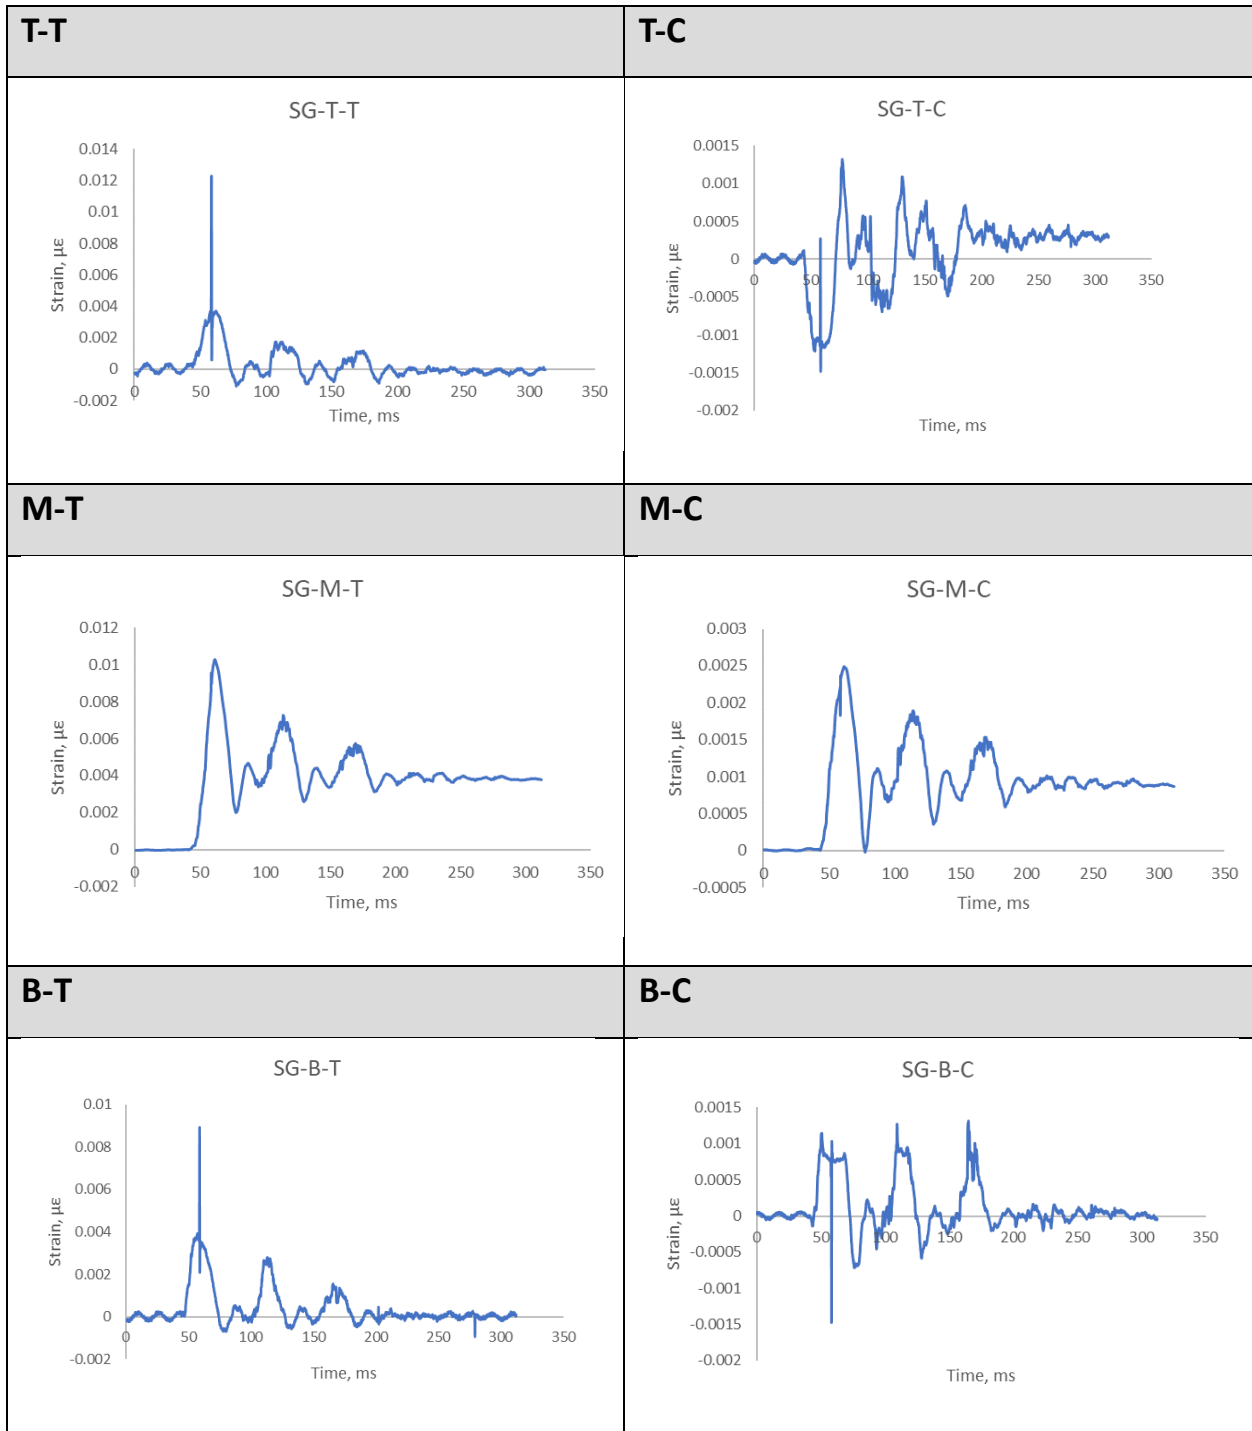 T-T
T-C
SG-T-T
0.014
0.012
0.01
0.008
0.006
0.004
0.002
0
-0.002
Strain, µε
0 50 100 150 200 250 300 350
Time, ms
SG-T-C
0.0015
0.001
0.0005
0
-0.0005
-0.001
-0.0015
-0.002
Strain, µε
0 50 100 150 200 250 300 350
Time, ms
M-T
M-C
SG-M-T
0.012
0.01
0.008
0.006
0.004
0.002
0
-0.002
Strain, µε
0 50 100 150 200 250 300 350
Time, ms
SG-M-C
0.003
0.0025
0.002
0.0015
0.001
0.0005
0
-0.0005
Strain, µε
0 50 100 150 200 250 300 350
Time, ms
B-T
B-C
SG-B-T
0.01
0.008
0.006
0.004
0.002
0
-0.002
Strain, µε
0 50 100 150 200 250 300 350
Time, ms
SG-B-C
0.0015
0.001
0.0005
0
-0.0005
-0.001
-0.0015
-0.002
Strain, µε
0 50 100 150 200 250 300 350
Time, ms